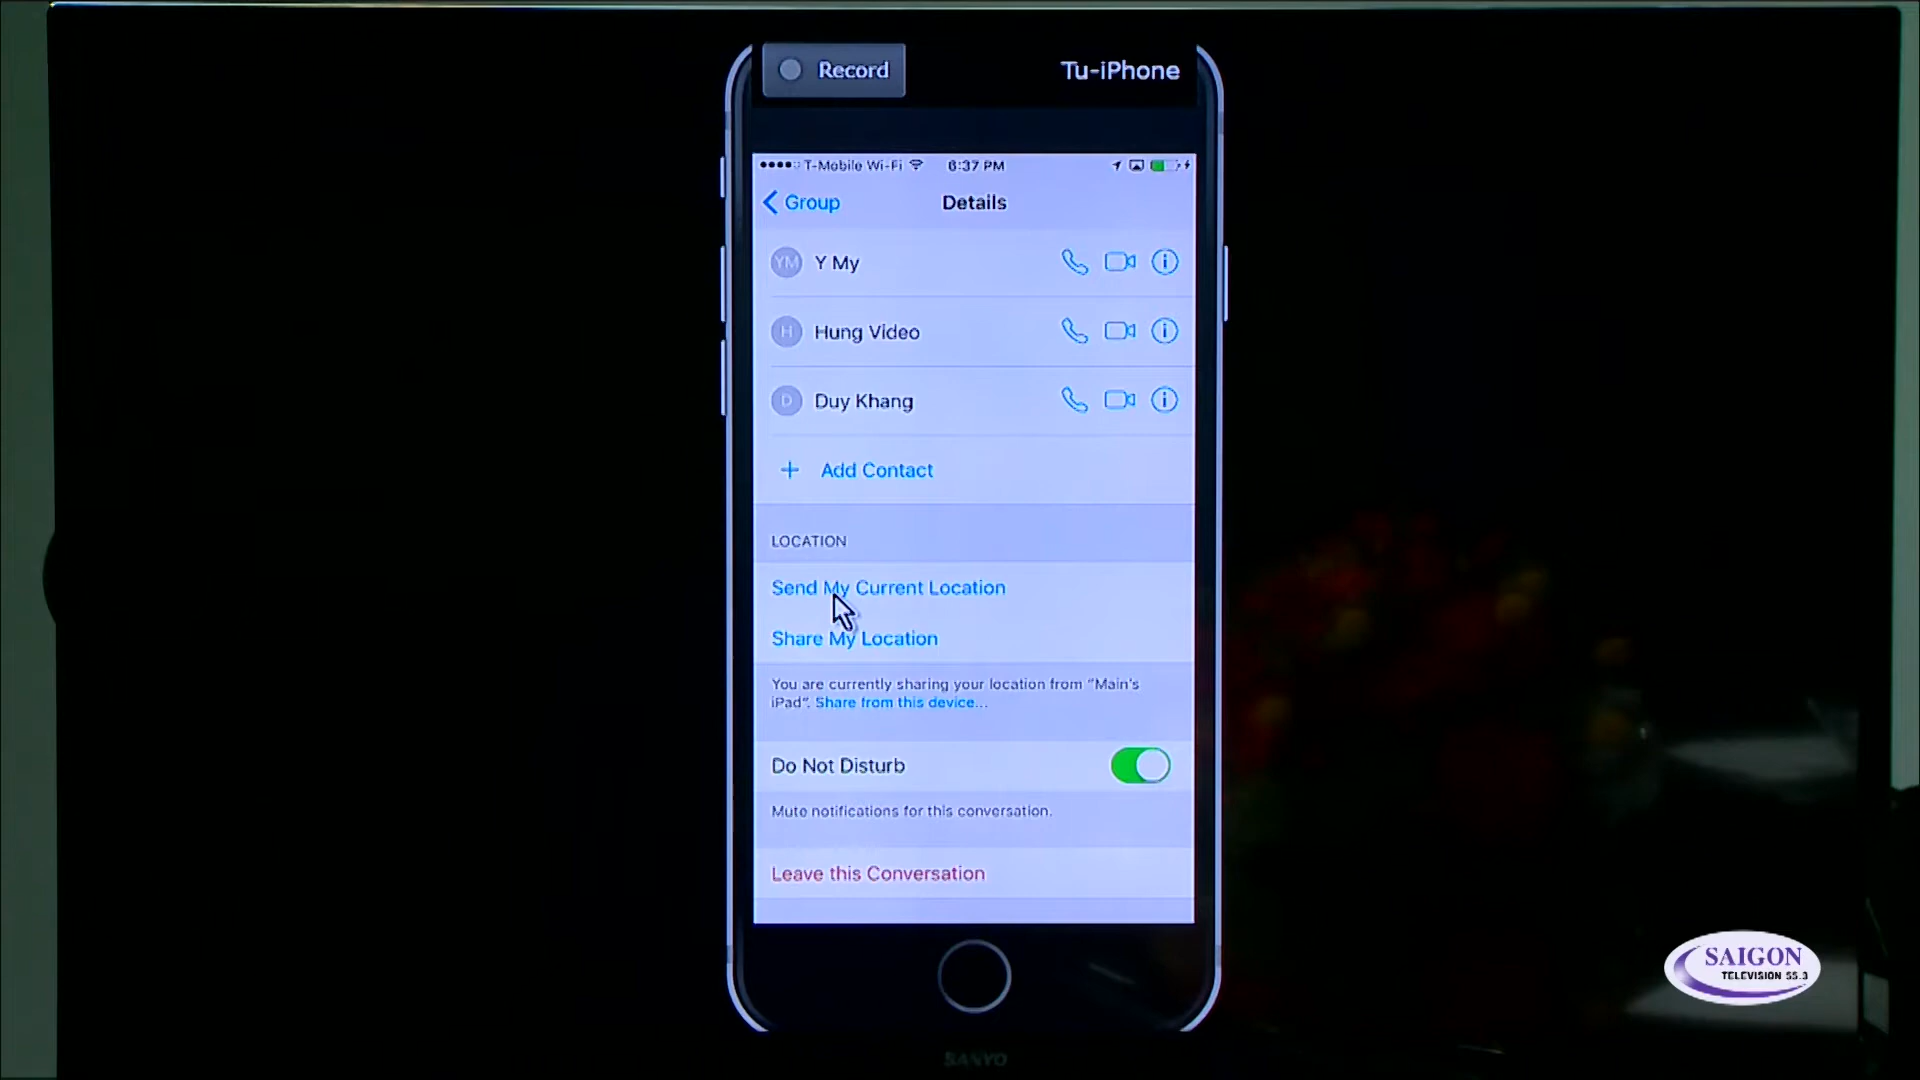 Record
Tu-iPhone
T-Mobile Wi-Fi
6:37 PM
Group
Details
YM
Y My
H
Hung Video
D
Duy Khang
+ Add Contact
LOCATION
Send My Current Location
Share My Location
You are currently sharing your location from “Main's
iPad”. Share from this device...
Do Not Disturb
Mute notifications for this conversation.
Leave this Conversation
SAIGON
TELEVISION 55.3
SANYO